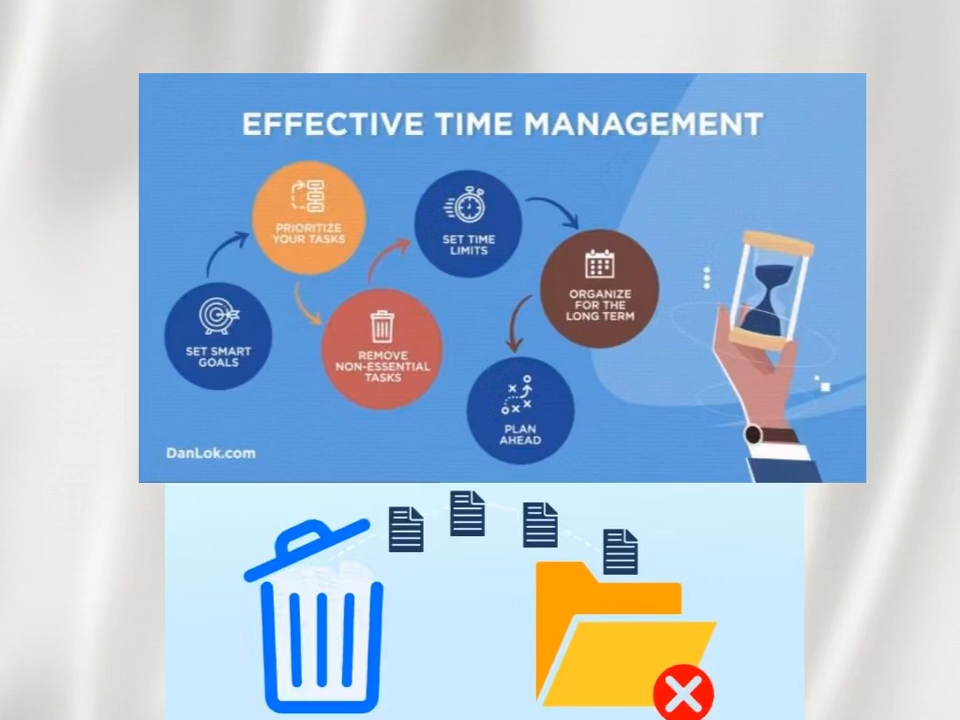 EFFECTIVE TIME MANAGEMENT
SET SMART
GOALS
PRIORITIZE
YOUR TASKS
REMOVE
NON-ESSENTIAL
TASKS
SET TIME
LIMITS
ORGANIZE
FOR THE
LONG TERM
PLAN
AHEAD
DanLok.com